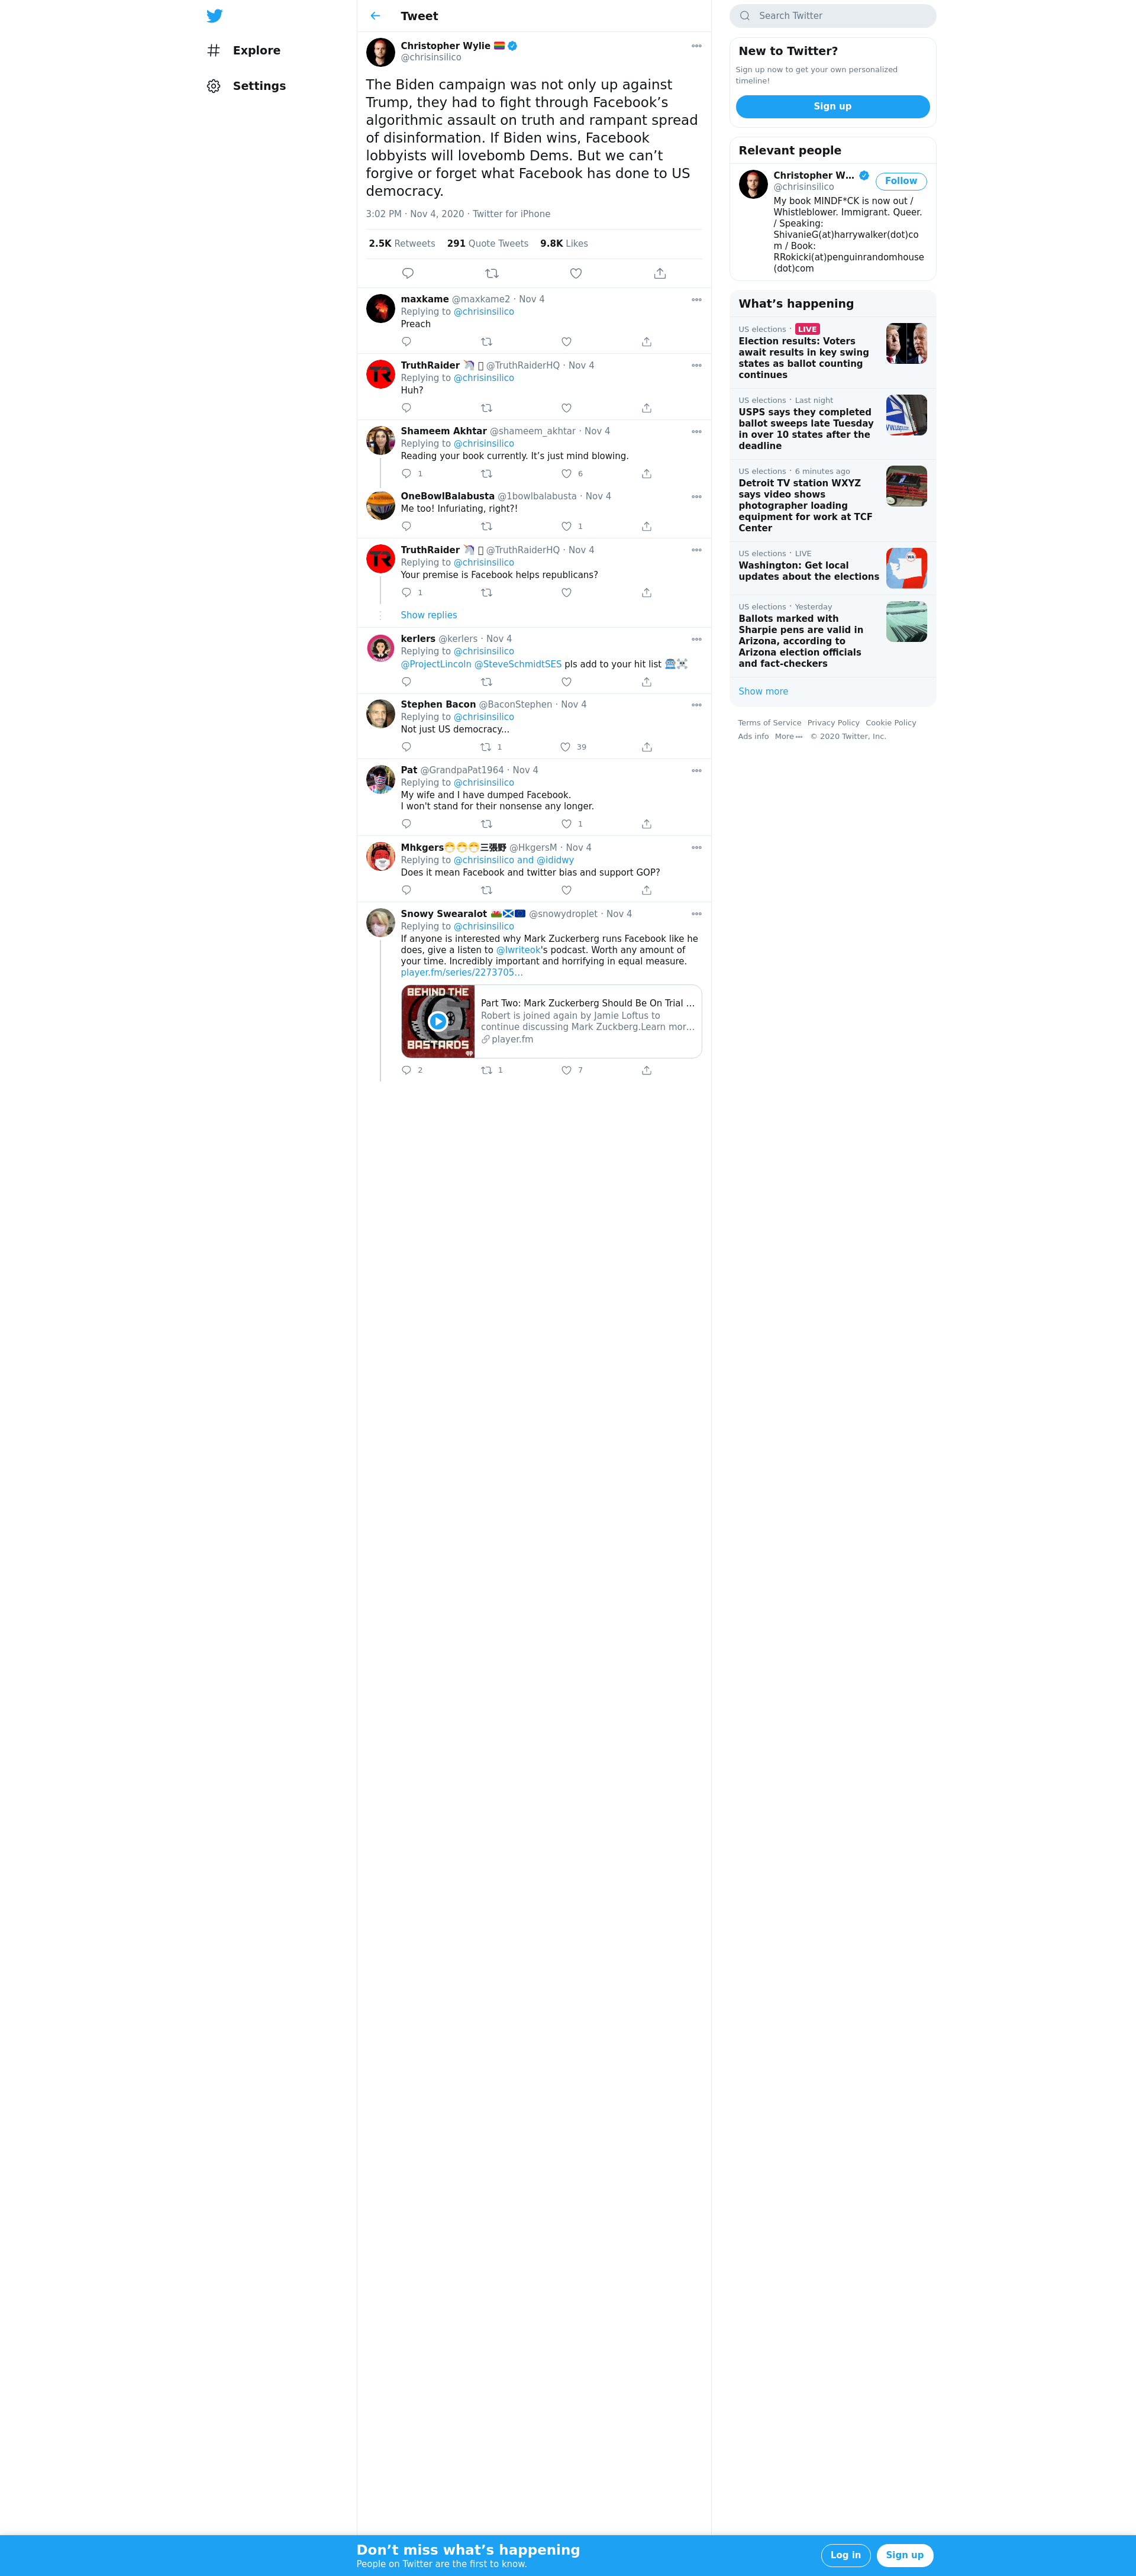 Explore
Settings
Tweet
Christopher Wylie
@chrisinsilico
The Biden campaign was not only up against
Trump, they had to fight through Facebook’s
algorithmic assault on truth and rampant spread
of disinformation. If Biden wins, Facebook
lobbyists will lovebomb Dems. But we can’t
forgive or forget what Facebook has done to US
democracy.
3:02 PM · Nov 4, 2020 · Twitter for iPhone
2.5K Retweets 291 Quote Tweets 9.8K Likes
maxkame @maxkame2 · Nov 4
Replying to @chrisinsilico
Preach
TruthRaider @TruthRaiderHQ · Nov 4
Replying to @chrisinsilico
Huh?
Shameem Akhtar @shameem_akhtar · Nov 4
Replying to @chrisinsilico
Reading your book currently. It’s just mind blowing.
1 6
OneBowlBalabusta @1bowlbalabusta · Nov 4
Me too! Infuriating, right?!
1
TruthRaider @TruthRaiderHQ · Nov 4
Replying to @chrisinsilico
Your premise is Facebook helps republicans?
1
Show replies
kerlers @kerlers · Nov 4
Replying to @chrisinsilico
@ProjectLincoln @SteveSchmidtSES pls add to your hit list
Stephen Bacon @BaconStephen · Nov 4
Replying to @chrisinsilico
Not just US democracy...
1 39
Pat @GrandpaPat1964 · Nov 4
Replying to @chrisinsilico
My wife and I have dumped Facebook.
I won't stand for their nonsense any longer.
1
Mhkgers😷😷😷三張野 @HkgersM · Nov 4
Replying to @chrisinsilico and @ididwy
Does it mean Facebook and twitter bias and support GOP?
Snowy Swearalot @snowydroplet · Nov 4
Replying to @chrisinsilico
If anyone is interested why Mark Zuckerberg runs Facebook like he
does, give a listen to @Iwriteok's podcast. Worth any amount of
your time. Incredibly important and horrifying in equal measure.
player.fm/series/2273705…
BEHIND THE
BASTARDS
Part Two: Mark Zuckerberg Should Be On Trial …
Robert is joined again by Jamie Loftus to
continue discussing Mark Zuckberg.Learn mor…
player.fm
2 1 7
Search Twitter
New to Twitter?
Sign up now to get your own personalized
timeline!
Sign up
Relevant people
Christopher W…
@chrisinsilico
Follow
My book MINDF*CK is now out /
Whistleblower. Immigrant. Queer.
/ Speaking:
ShivanieG(at)harrywalker(dot)co
m / Book:
RRokicki(at)penguinrandomhouse
(dot)com
What’s happening
US elections · LIVE
Election results: Voters
await results in key swing
states as ballot counting
continues
US elections · Last night
USPS says they completed
ballot sweeps late Tuesday
in over 10 states after the
deadline
US elections · 6 minutes ago
Detroit TV station WXYZ
says video shows
photographer loading
equipment for work at TCF
Center
US elections · LIVE
Washington: Get local
updates about the elections
WA
US elections · Yesterday
Ballots marked with
Sharpie pens are valid in
Arizona, according to
Arizona election officials
and fact-checkers
Show more
Terms of Service Privacy Policy Cookie Policy
Ads info More © 2020 Twitter, Inc.
Don’t miss what’s happening
People on Twitter are the first to know.
Log in
Sign up